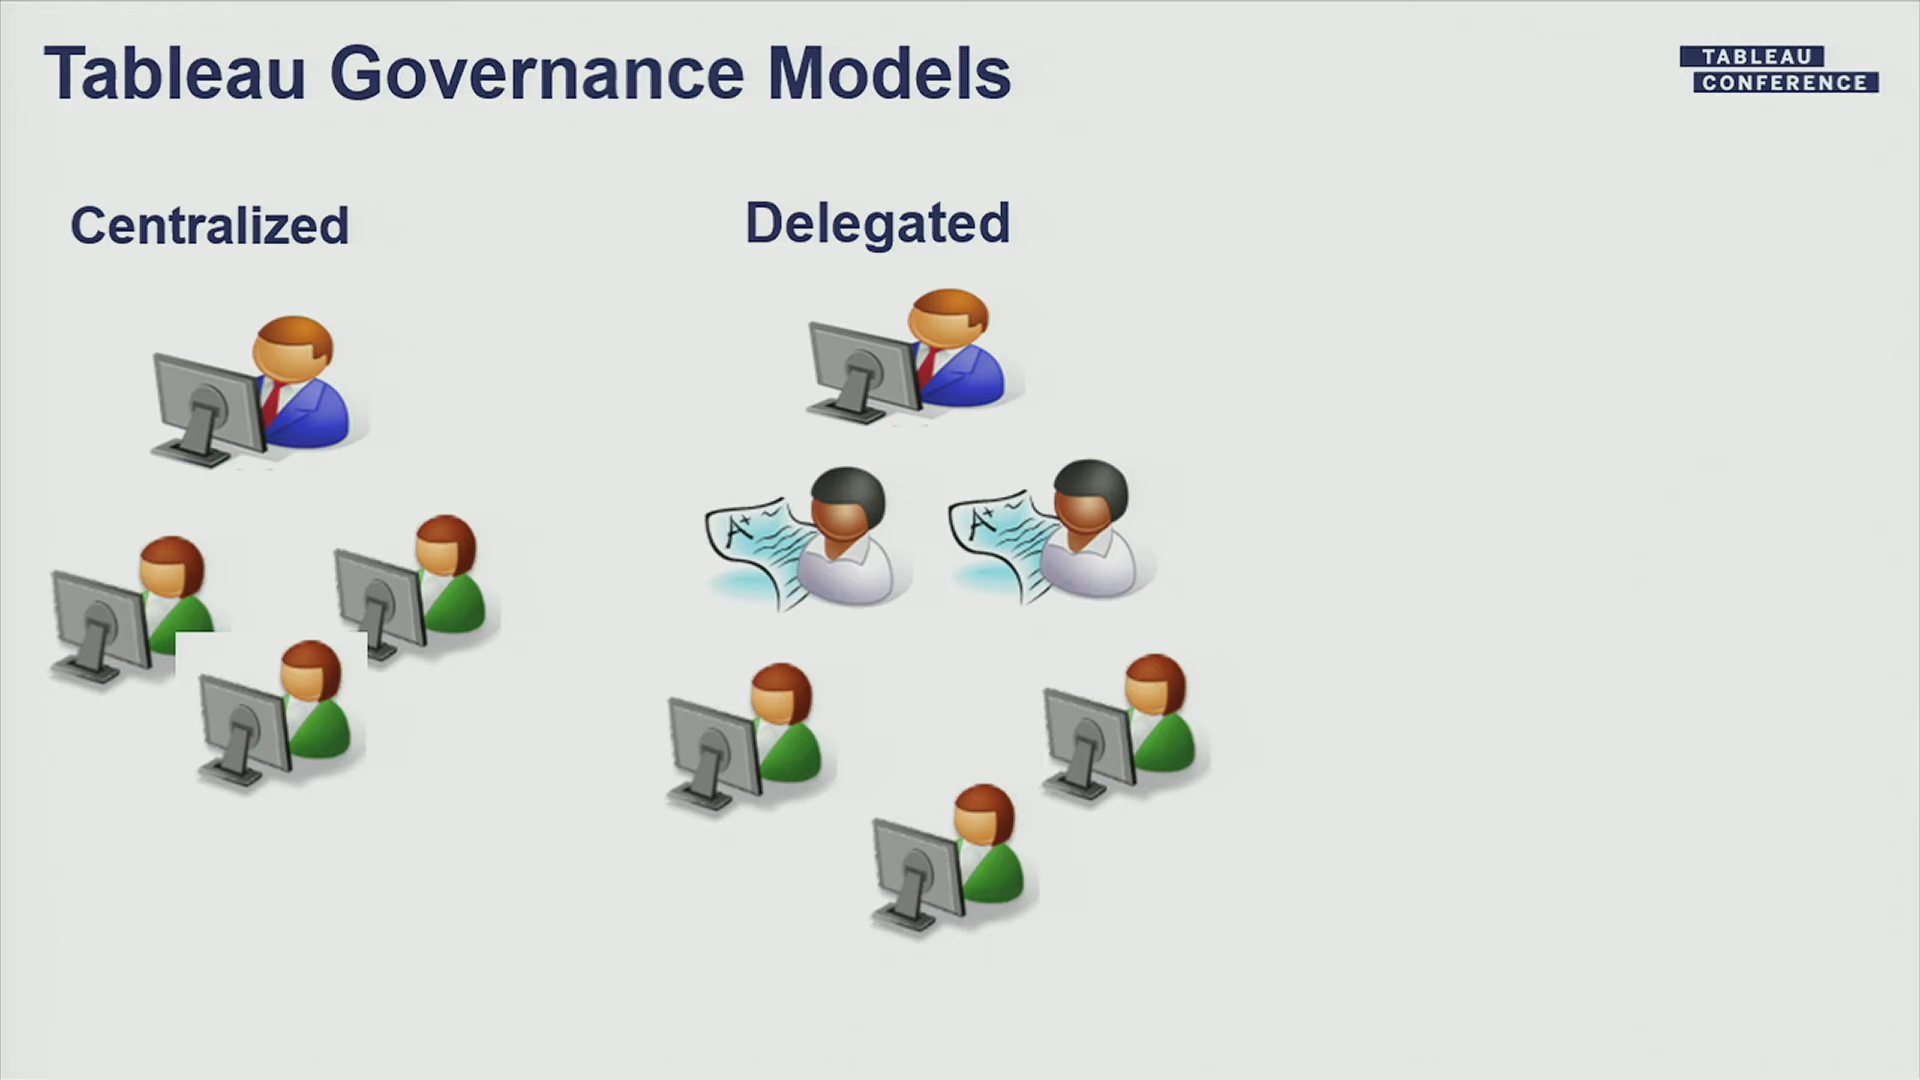 Tableau Governance Models
TABLEAU
CONFERENCE
Centralized
Delegated
A+
A+